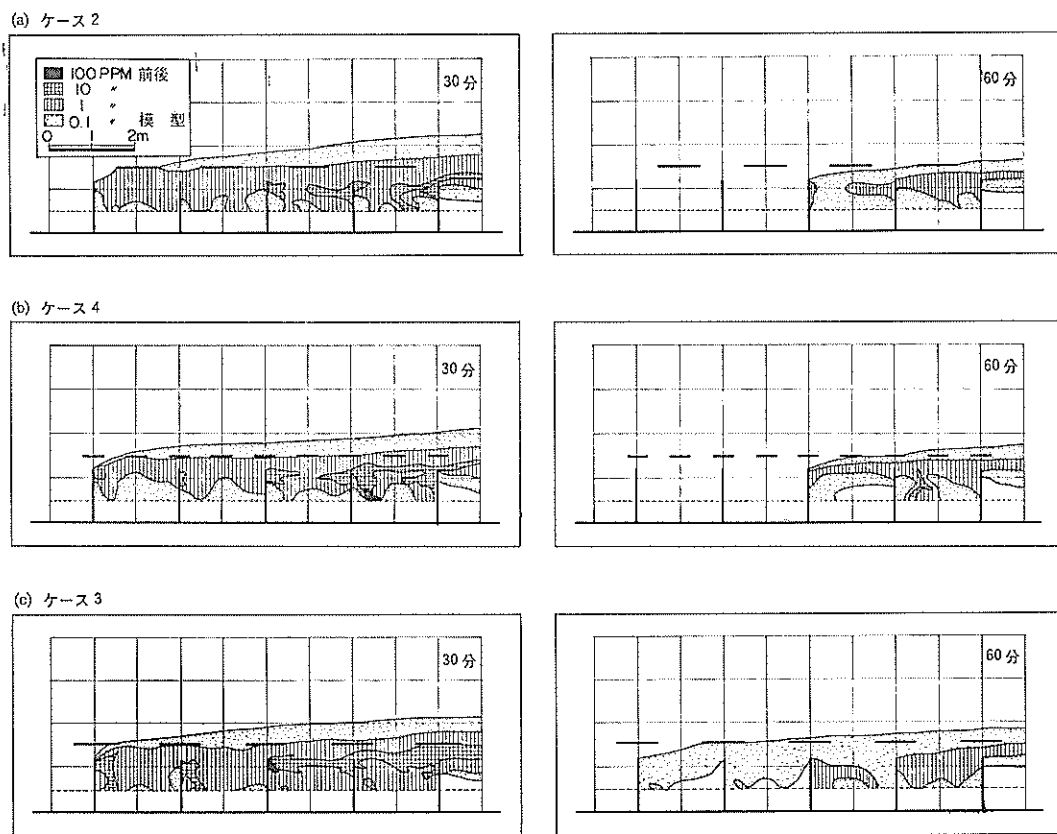 (a) ケース2
100 PPM 前後
10 〃
1 〃
0.1 〃 模型
0 1 2m
30分
60分
(b) ケース4
30分
60分
(c) ケース3
30分
60分